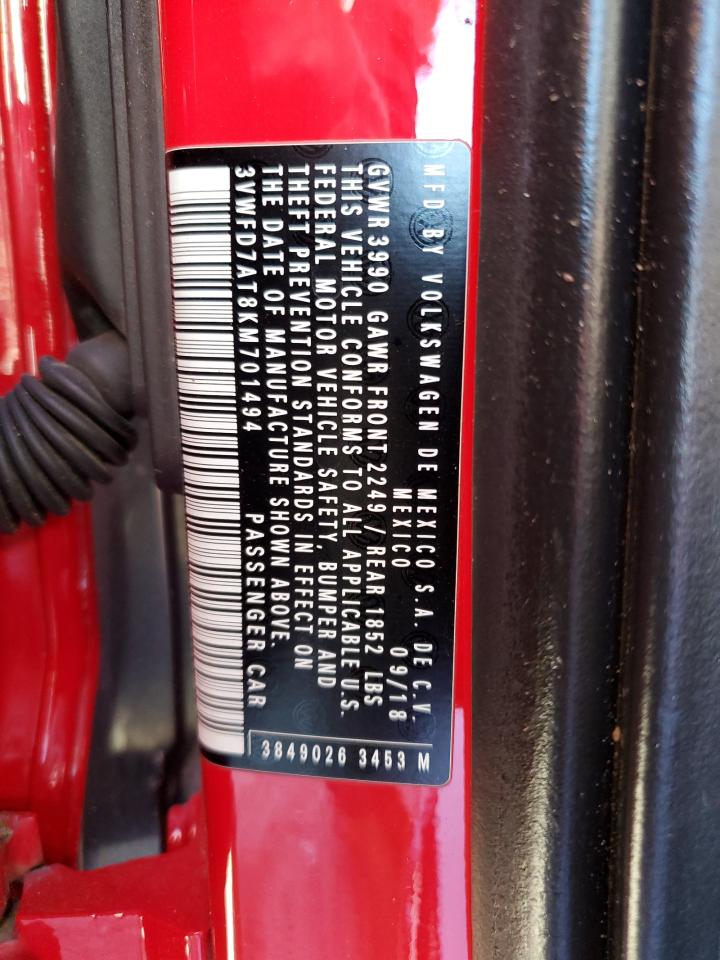 MFD BY VOLKSWAGEN DE MEXICO S.A. DE C.V.
MEXICO 09/18
GVWR 3990 GAWR FRONT 2249 / REAR 1852 LBS
MEXICO
THIS VEHICLE CONFORMS TO ALL APPLICABLE U.S.
FEDERAL MOTOR VEHICLE SAFETY, BUMPER AND
THEFT PREVENTION STANDARDS IN EFFECT ON
THE DATE OF MANUFACTURE SHOWN ABOVE.
3VWFD7AT8KM701494 PASSENGER CAR
3849026 3453 M